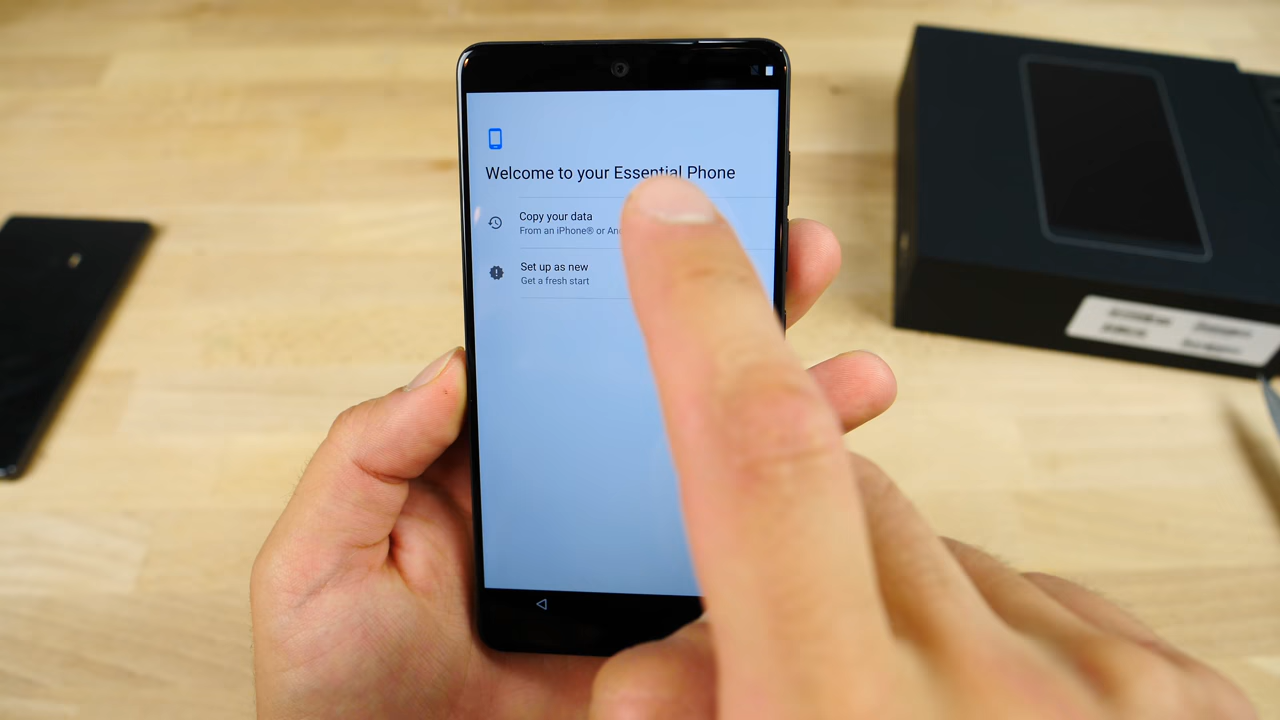 Welcome to your Essential Phone
Copy your data
From an iPhone® or
Set up as new
Get a fresh start